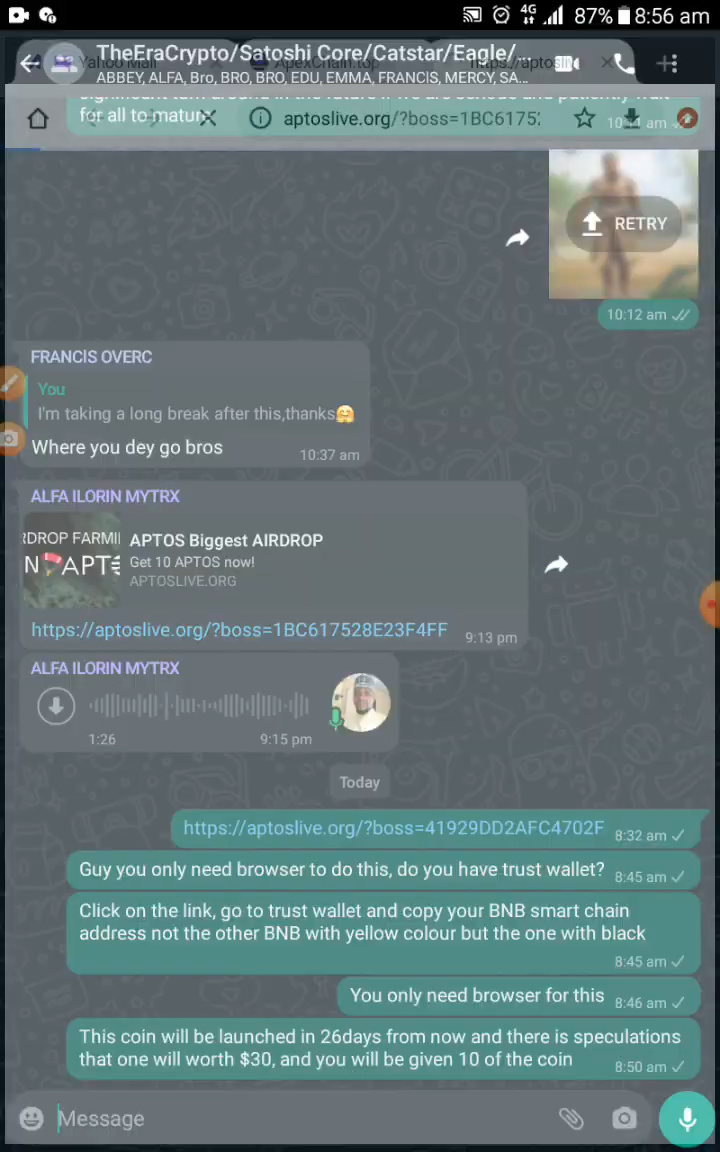 4G 87% 8:56 am
TheEraCrypto/Satoshi Core/Catstar/Eagle/...
ABBEY, ALFA, Bro, BRO, BRO, EDU, EMMA, FRANCIS, MERCY, SA...
Yahoo Mail
ApexChain.top
https://aptosli
for all to mature
aptoslive.org/?boss=1BC6175
RETRY
10:12 am
FRANCIS OVERC
You
I'm taking a long break after this,thanks🤗
Where you dey go bros
10:37 am
ALFA ILORIN MYTRX
RDROP FARMI
N APT
APTOS Biggest AIRDROP
Get 10 APTOS now!
APTOSLIVE.ORG
https://aptoslive.org/?boss=1BC617528E23F4FF
9:13 pm
ALFA ILORIN MYTRX
1:26 9:15 pm
Today
https://aptoslive.org/?boss=41929DD2AFC4702F 8:32 am
Guy you only need browser to do this, do you have trust wallet? 8:45 am
Click on the link, go to trust wallet and copy your BNB smart chain
address not the other BNB with yellow colour but the one with black
8:45 am
You only need browser for this 8:46 am
This coin will be launched in 26days from now and there is speculations
that one will worth $30, and you will be given 10 of the coin 8:50 am
Message